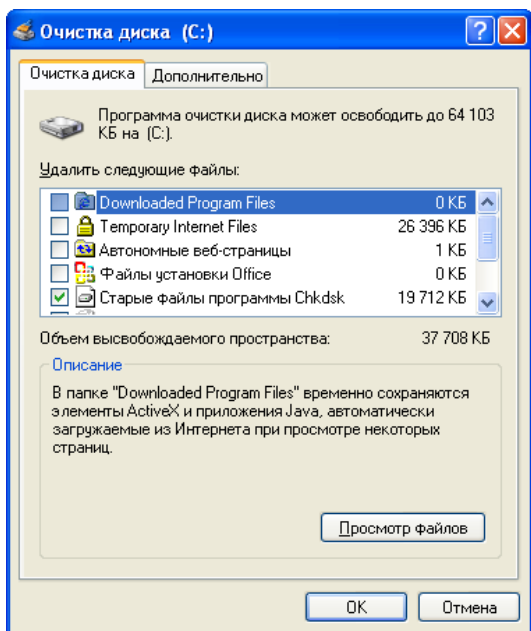 Очистка диска (C:)
Очистка диска Дополнительно
Программа очистки диска может освободить до 64 103
КБ на (C:).
Удалить следующие файлы:
Downloaded Program Files 0 КБ
Temporary Internet Files 26 396 КБ
Автономные веб-страницы 1 КБ
Файлы установки Office 0 КБ
Старые файлы программы Chkdsk 19 712 КБ
Объем высвобождаемого пространства: 37 708 КБ
Описание
В папке "Downloaded Program Files" временно сохраняются
элементы ActiveX и приложения Java, автоматически
загружаемые из Интернета при просмотре некоторых
страниц.
Просмотр файлов
OK Отмена